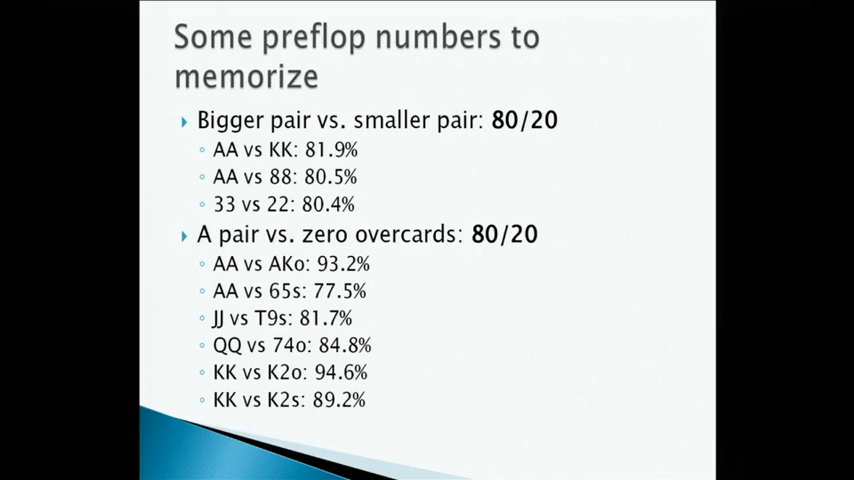 Some preflop numbers to
memorize
Bigger pair vs. smaller pair: 80/20
AA vs KK: 81.9%
AA vs 88: 80.5%
33 vs 22: 80.4%
A pair vs. zero overcards: 80/20
AA vs AKo: 93.2%
AA vs 65s: 77.5%
JJ vs T9s: 81.7%
QQ vs 74o: 84.8%
KK vs K2o: 94.6%
KK vs K2s: 89.2%